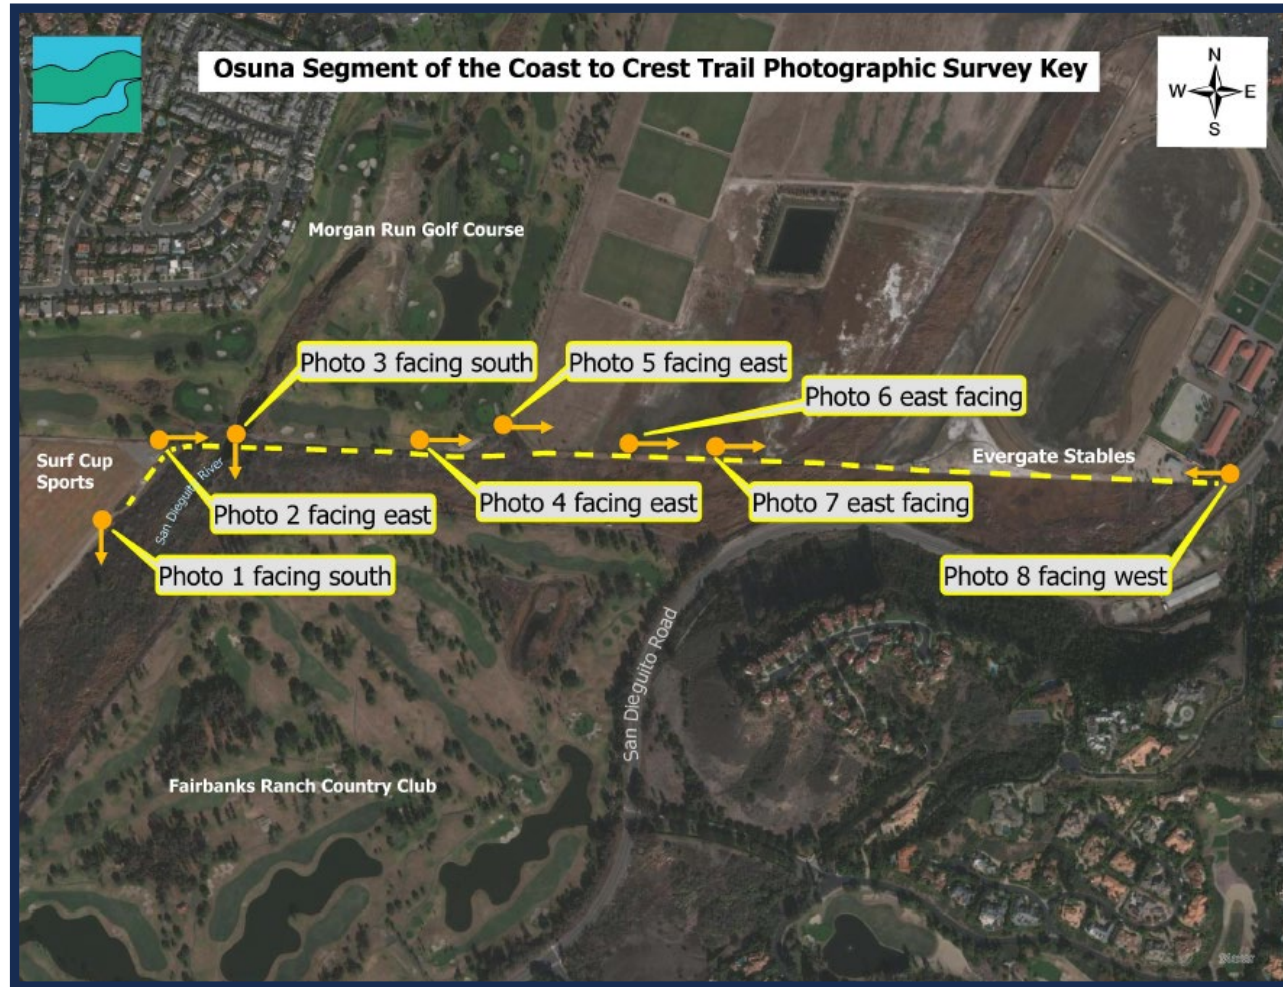 Osuna Segment of the Coast to Crest Trail Photographic Survey Key
N
W E
S
Morgan Run Golf Course
Photo 3 facing south
Photo 5 facing east
Photo 6 east facing
Surf Cup
Sports
San Dieguito River
Evergate Stables
Photo 2 facing east
Photo 4 facing east
Photo 7 east facing
Photo 1 facing south
Photo 8 facing west
San Dieguito Road
Fairbanks Ranch Country Club